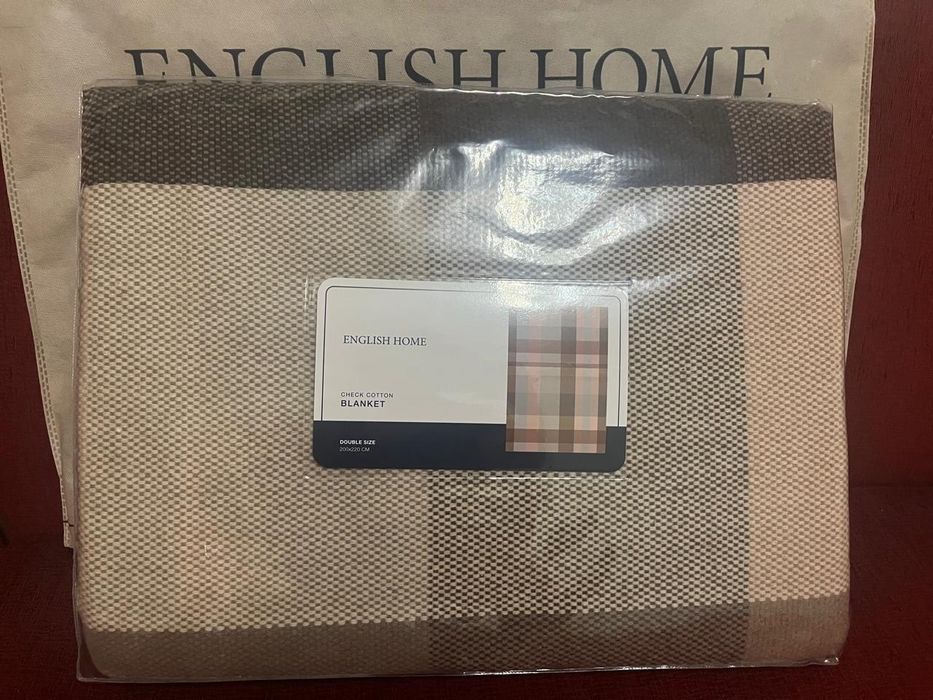 ENGLISH HOME
ENGLISH HOME
CHECK COTTON
BLANKET
DOUBLE SIZE
200x220 CM